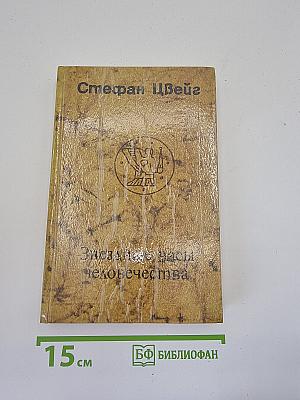 Стефан Цвейг
Звездные часы
человечества
15 см
БФ БИБЛИОФАН